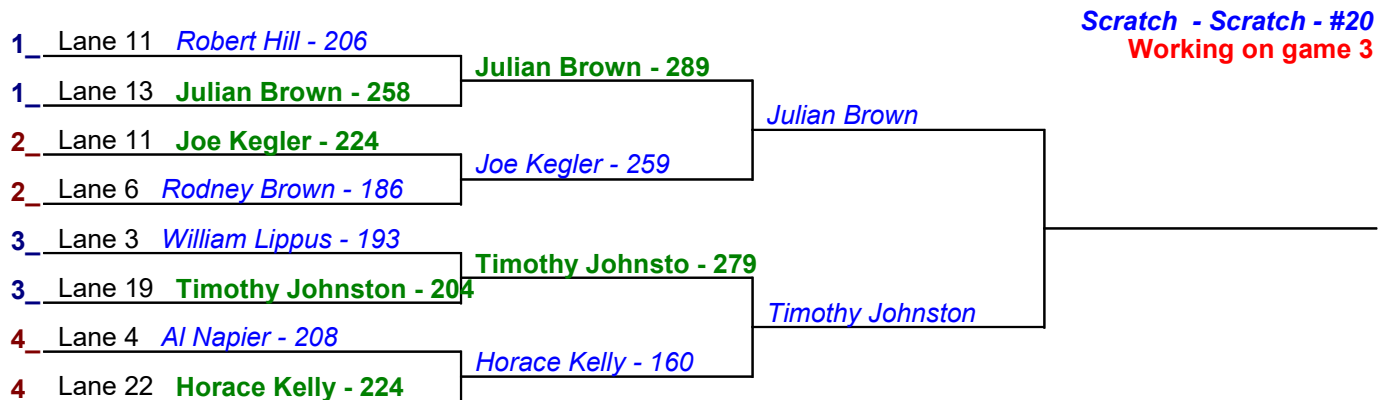 Scratch - Scratch - #20
Working on game 3
1_ Lane 11 Robert Hill - 206
Julian Brown - 289
1_ Lane 13 Julian Brown - 258
Julian Brown
2_ Lane 11 Joe Kegler - 224
Joe Kegler - 259
2_ Lane 6 Rodney Brown - 186
3_ Lane 3 William Lippus - 193
Timothy Johnsto - 279
3_ Lane 19 Timothy Johnston - 204
Timothy Johnston
4_ Lane 4 Al Napier - 208
Horace Kelly - 160
4 Lane 22 Horace Kelly - 224